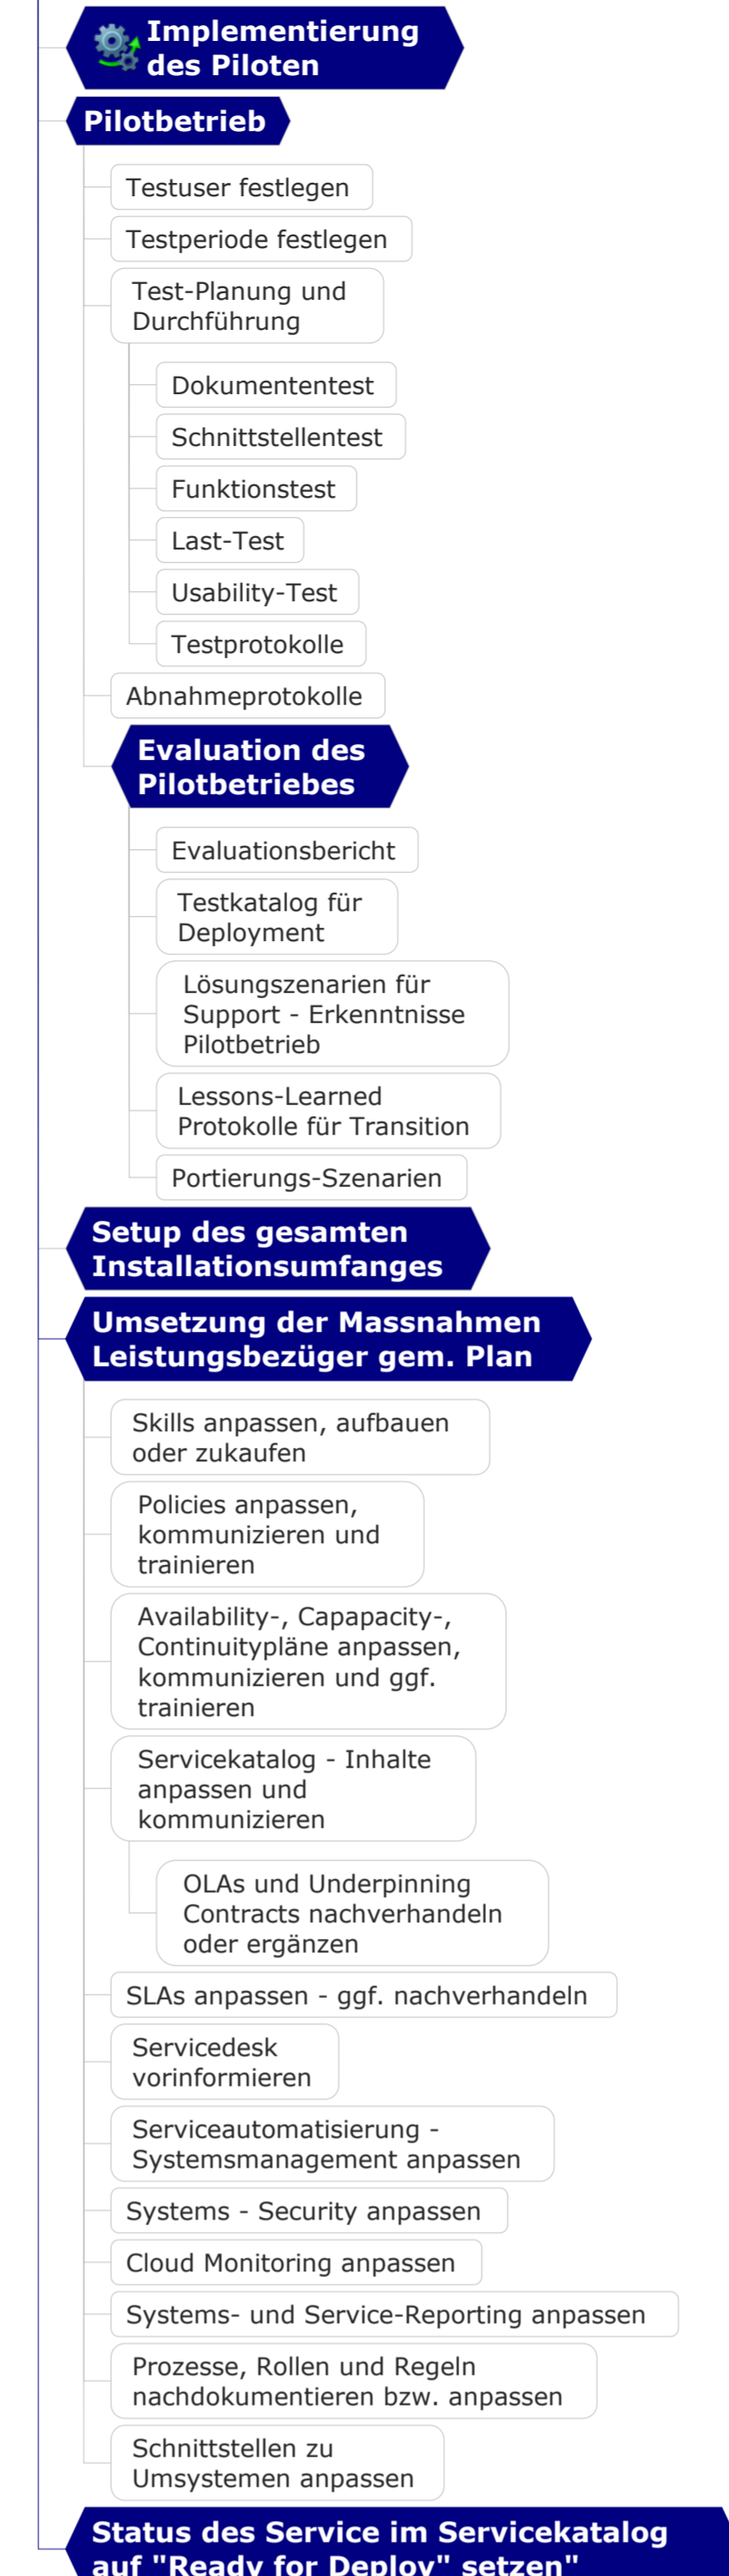 Implementierung
des Piloten
Pilotbetrieb
Testuser festlegen
Testperiode festlegen
Test-Planung und
Durchführung
Dokumententest
Schnittstellentest
Funktionstest
Last-Test
Usability-Test
Testprotokolle
Abnahmeprotokolle
Evaluation des
Pilotbetriebes
Evaluationsbericht
Testkatalog für
Deployment
Lösungszenarien für
Support - Erkenntnisse
Pilotbetrieb
Lessons-Learned
Protokolle für Transition
Portierungs-Szenarien
Setup des gesamten
Installationsumfanges
Umsetzung der Massnahmen
Leistungsbezüger gem. Plan
Skills anpassen, aufbauen
oder zukaufen
Policies anpassen,
kommunizieren und
trainieren
Availability-, Capapacity-,
Continuitypläne anpassen,
kommunizieren und ggf.
trainieren
Servicekatalog - Inhalte
anpassen und
kommunizieren
OLAs und Underpinning
Contracts nachverhandeln
oder ergänzen
SLAs anpassen - ggf. nachverhandeln
Servicedesk
vorinformieren
Serviceautomatisierung -
Systemsmanagement anpassen
Systems - Security anpassen
Cloud Monitoring anpassen
Systems- und Service-Reporting anpassen
Prozesse, Rollen und Regeln
nachdokumentieren bzw. anpassen
Schnittstellen zu
Umsystemen anpassen
Status des Service im Servicekatalog
auf "Ready for Deploy" setzen"